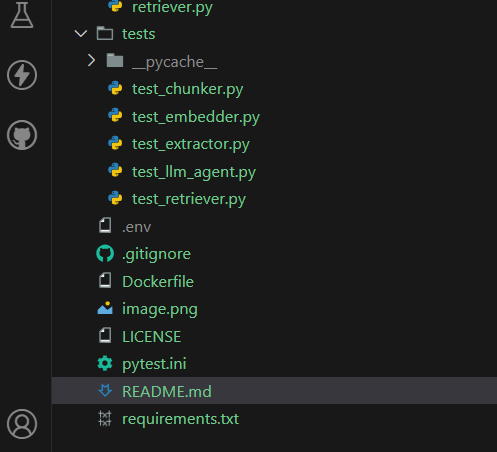 retriever.py
tests
__pycache__
test_chunker.py
test_embedder.py
test_extractor.py
test_llm_agent.py
test_retriever.py
.env
.gitignore
Dockerfile
image.png
LICENSE
pytest.ini
README.md
requirements.txt